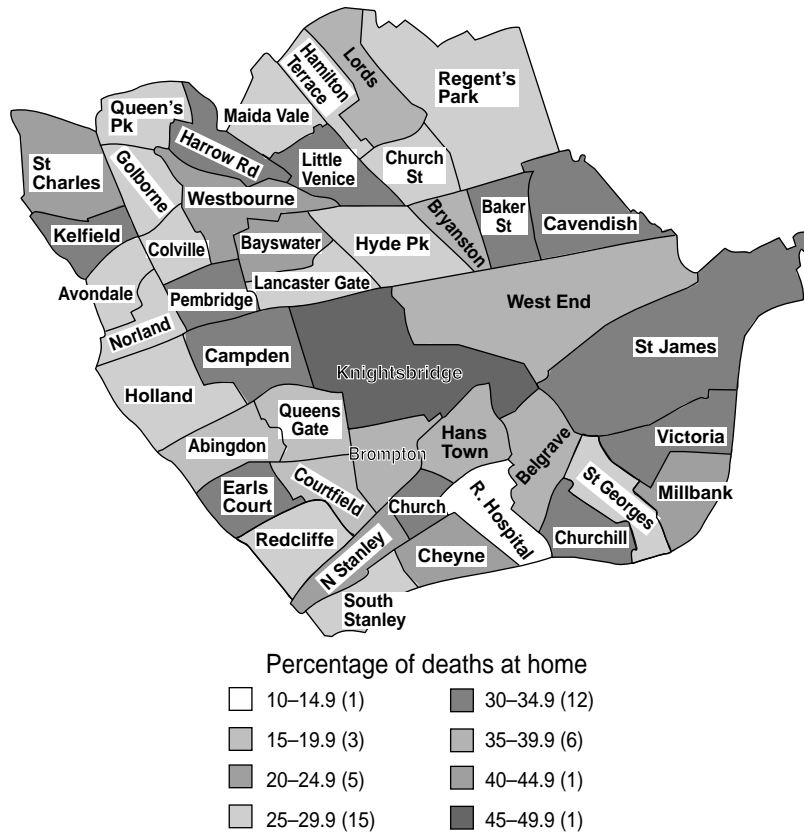 Lords
Hamilton
Terrace
Regent's
Park
Queen's
Pk
Maida Vale
Harrow Rd
St
Charles
Golborne
Little
Venice
Church
St
Westbourne
Bryanston
Baker
St
Cavendish
Kelfield
Colville
Bayswater
Hyde Pk
Avondale
Pembridge
Lancaster Gate
West End
Norland
Campden
St James
Knightsbridge
Holland
Queens
Gate
Hans
Town
Victoria
Abingdon
Brompton
Belgrave
Earls
Court
Courtfield
Church
R. Hospital
St Georges
Millbank
Redcliffe
N Stanley
Cheyne
Churchill
South
Stanley
Percentage of deaths at home
10–14.9 (1)
15–19.9 (3)
20–24.9 (5)
25–29.9 (15)
30–34.9 (12)
35–39.9 (6)
40–44.9 (1)
45–49.9 (1)